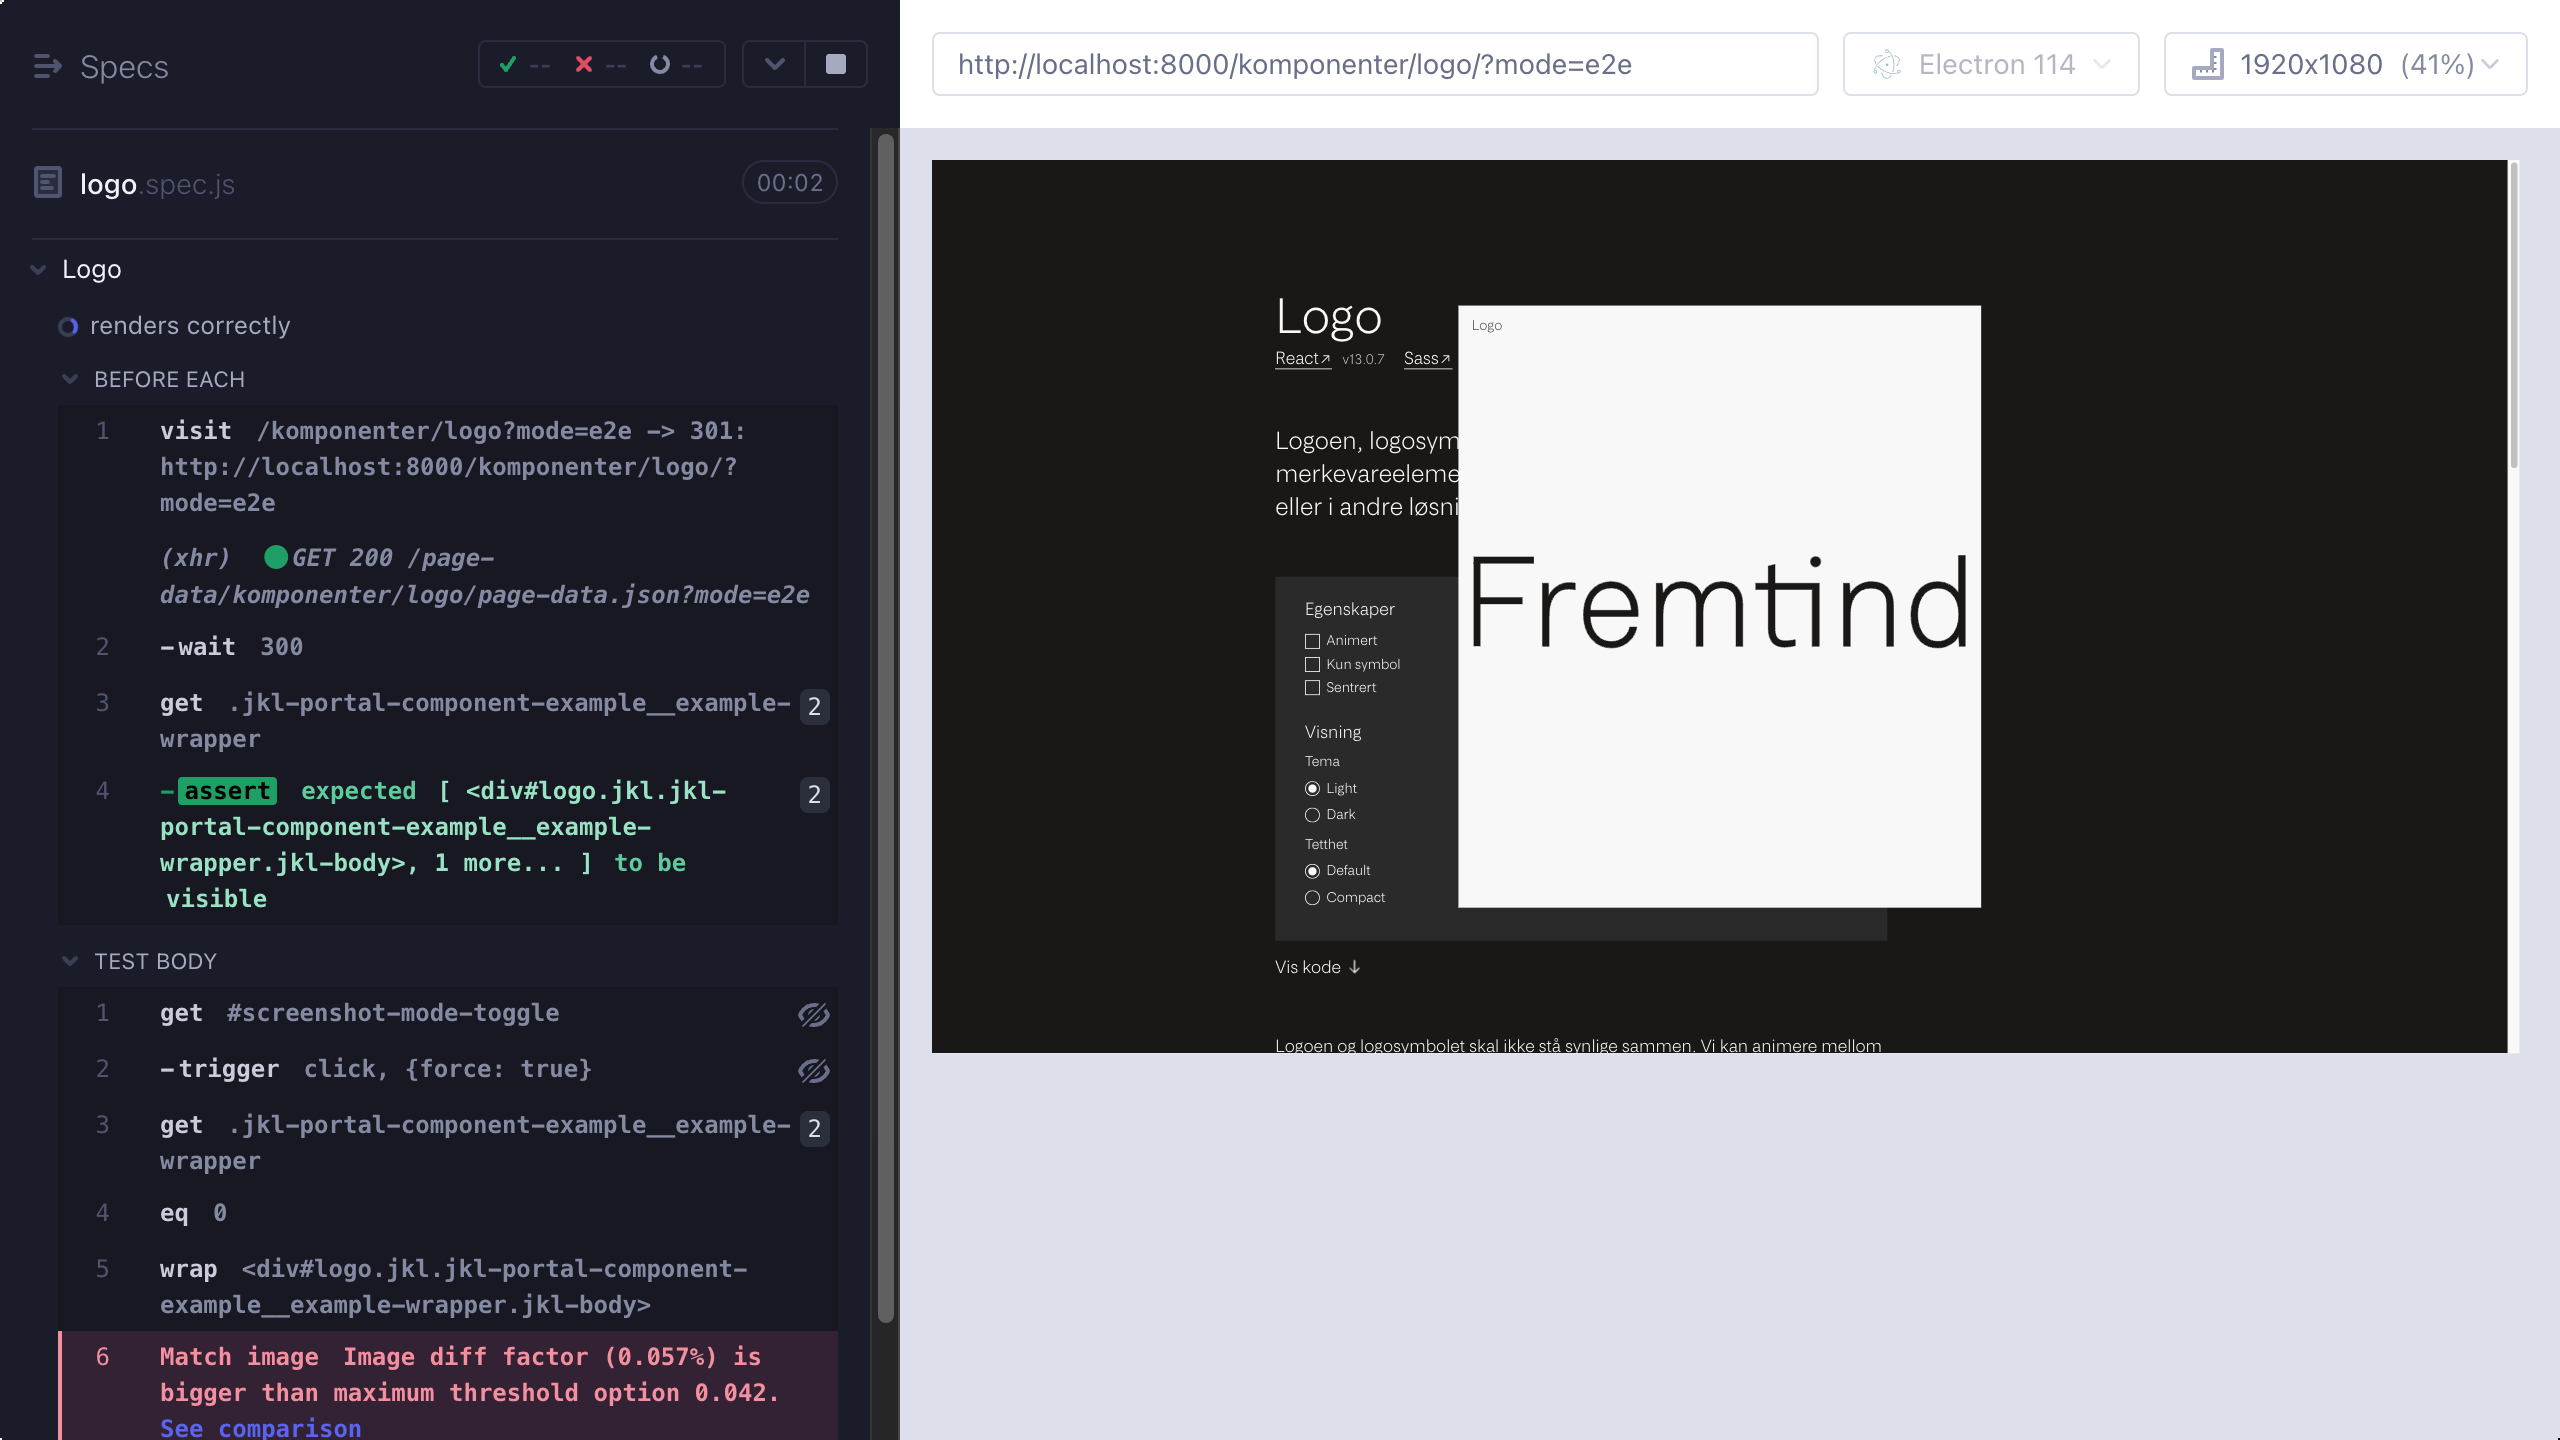 Specs
-- -- --
http://localhost:8000/komponenter/logo/?mode=e2e
Electron 114
1920x1080 (41%)
logo.spec.js
00:02
Logo
renders correctly
BEFORE EACH
1 visit /komponenter/logo?mode=e2e -> 301:
http://localhost:8000/komponenter/logo/?
mode=e2e
(xhr) GET 200 /page-
data/komponenter/logo/page-data.json?mode=e2e
2 -wait 300
3 get .jkl-portal-component-example__example- 2
wrapper
4 -assert expected [ <div#logo.jkl.jkl- 2
portal-component-example__example-
wrapper.jkl-body>, 1 more... ] to be
visible
TEST BODY
1 get #screenshot-mode-toggle
2 -trigger click, {force: true}
3 get .jkl-portal-component-example__example- 2
wrapper
4 eq 0
5 wrap <div#logo.jkl.jkl-portal-component-
example__example-wrapper.jkl-body>
6 Match image Image diff factor (0.057%) is
bigger than maximum threshold option 0.042.
See comparison
Logo
React↗ v13.0.7 Sass↗
Logoen, logosym
merkevareeleme
eller i andre løsni
Egenskaper
Animert
Kun symbol
Sentrert
Visning
Tema
Light
Dark
Tetthet
Default
Compact
Logo
Fremtind
Vis kode ↓
Logoen og logosymbolet skal ikke stå synlige sammen. Vi kan animere mellom